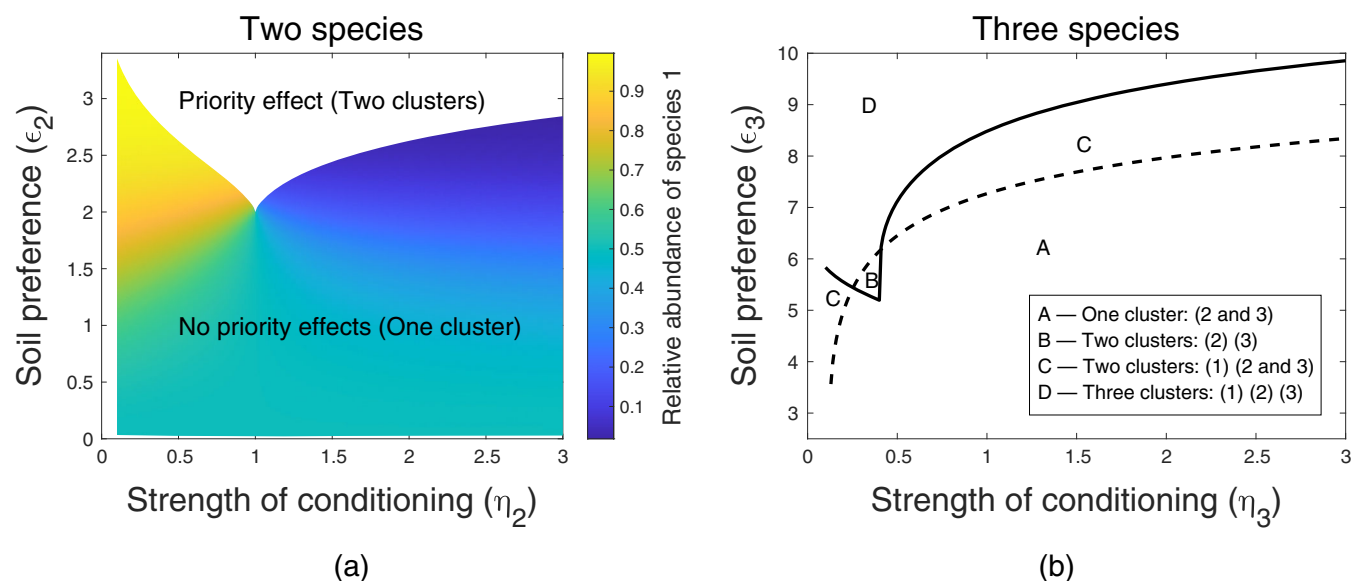 Two species
Soil preference (ϵ2)
3
2.5
2
1.5
1
0.5
0
Priority effect (Two clusters)
No priority effects (One cluster)
0
0.5
1
1.5
2
2.5
3
Strength of conditioning (η2)
0.9
0.8
0.7
0.6
0.5
0.4
0.3
0.2
0.1
Relative abundance of species 1
(a)
Three species
Soil preference (ϵ3)
10
9
8
7
6
5
4
3
D
C
A
B
C
A — One cluster: (2 and 3)
B — Two clusters: (2) (3)
C — Two clusters: (1) (2 and 3)
D — Three clusters: (1) (2) (3)
0
0.5
1
1.5
2
2.5
3
Strength of conditioning (η3)
(b)